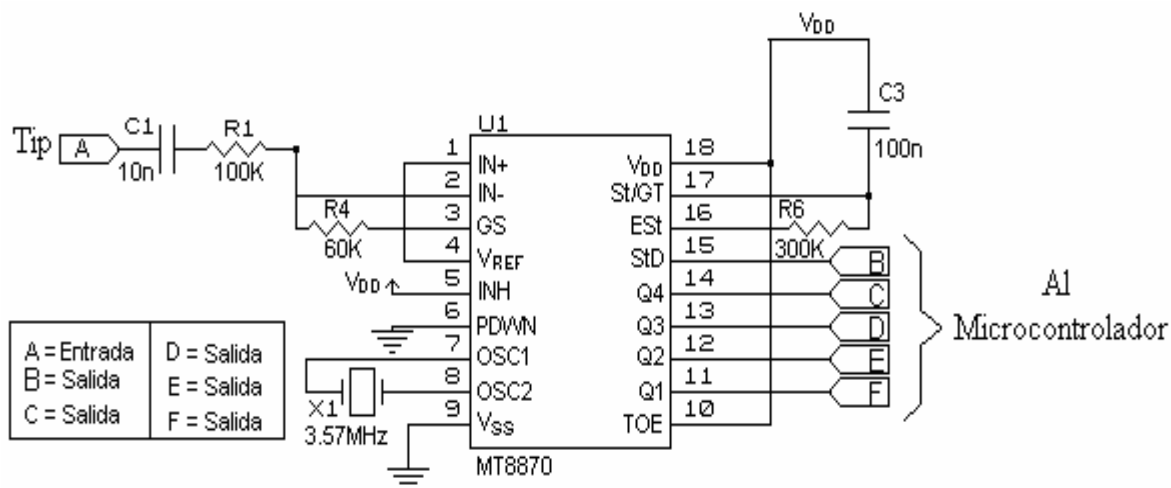 VDD
C3
100n
Tip
A
C1
10n
R1
100K
U1
1 IN+
2 IN-
3 GS
4 VREF
5 INH
6 PDWN
7 OSC1
8 OSC2
9 VSS
VDD 18
St/GT 17
ESt 16
StD 15
Q4 14
Q3 13
Q2 12
Q1 11
TOE 10
MT8870
R4
60K
VDD
X1
3.57MHz
R6
300K
B
C
D
E
F
Al
Microcontrolador
A = Entrada
B = Salida
C = Salida
D = Salida
E = Salida
F = Salida